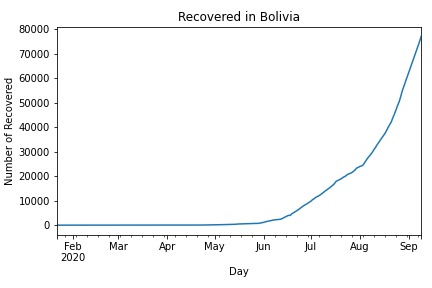 Recovered in Bolivia
Number of Recovered
80000
70000
60000
50000
40000
30000
20000
10000
0
Feb Mar Apr May Jun Jul Aug Sep
2020
Day